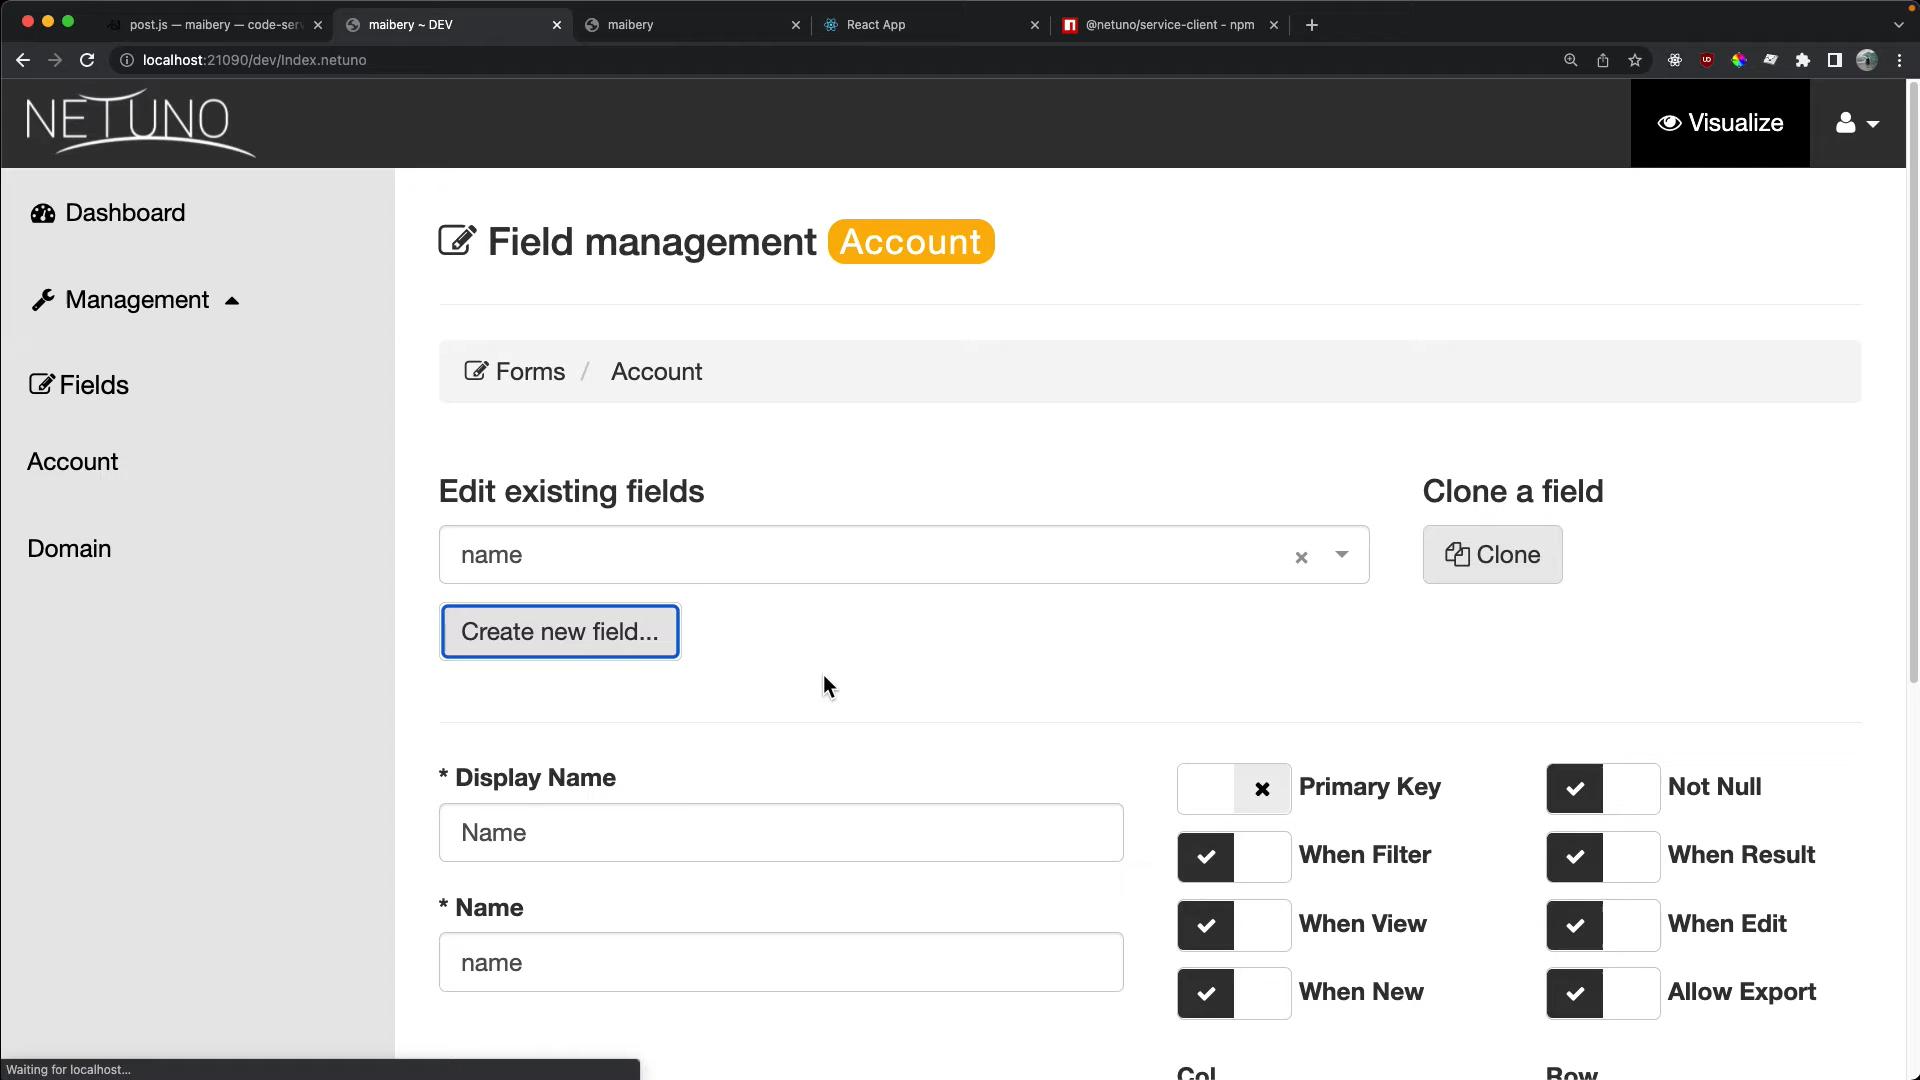 post.js — maibery — code-serv
maibery ~ DEV
maibery
React App
@netuno/service-client - npm
localhost:21090/dev/Index.netuno
NETUNO
Visualize
Dashboard
Management
Fields
Account
Domain
Field management Account
Forms / Account
Edit existing fields
Clone a field
name
Clone
Create new field...
* Display Name
Name
* Name
name
Primary Key
Not Null
When Filter
When Result
When View
When Edit
When New
Allow Export
Col
Row
Waiting for localhost...